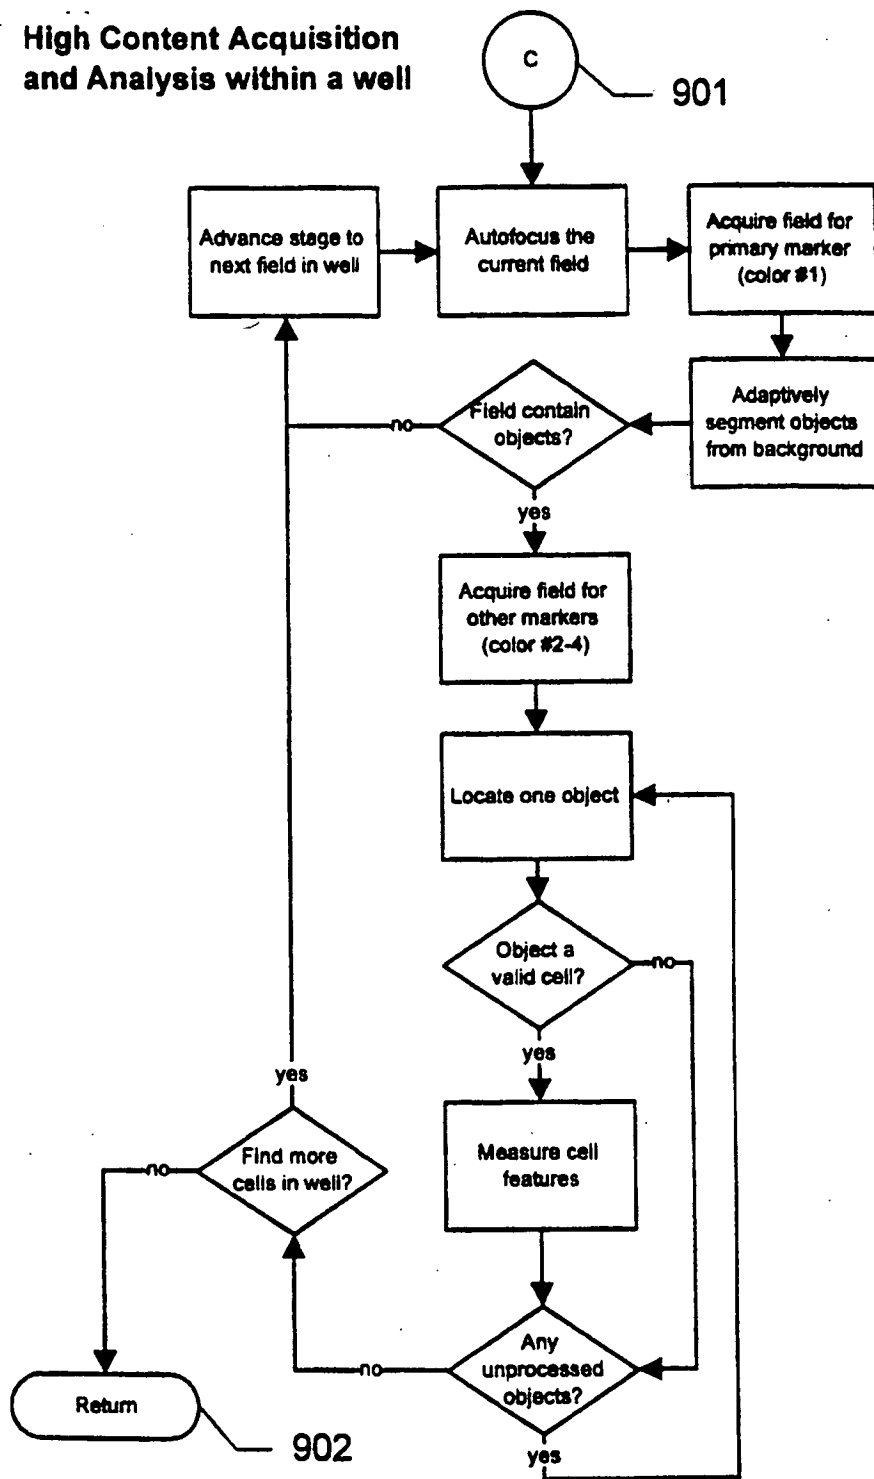 High Content Acquisition
and Analysis within a well
C
901
Advance stage to
next field in well
Autofocus the
current field
Acquire field for
primary marker
(color #1)
Adaptively
segment objects
from background
Field contain
objects?
no
yes
Acquire field for
other markers
(color #2-4)
Locate one object
Object a
valid cell?
no
yes
Measure cell
features
yes
Find more
cells in well?
no
Any
unprocessed
objects?
no
yes
Return
902